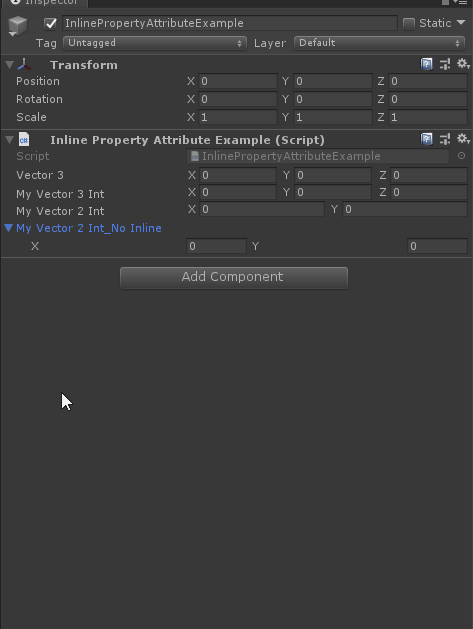 Inspector
InlinePropertyAttributeExample Static
Tag Untagged Layer Default
Transform
Position X 0 Y 0 Z 0
Rotation X 0 Y 0 Z 0
Scale X 1 Y 1 Z 1
Inline Property Attribute Example (Script)
Script InlinePropertyAttributeExample
Vector 3 X 0 Y 0 Z 0
My Vector 3 Int X 0 Y 0 Z 0
My Vector 2 Int X 0 Y 0
My Vector 2 Int_No Inline
X 0 Y 0
Add Component